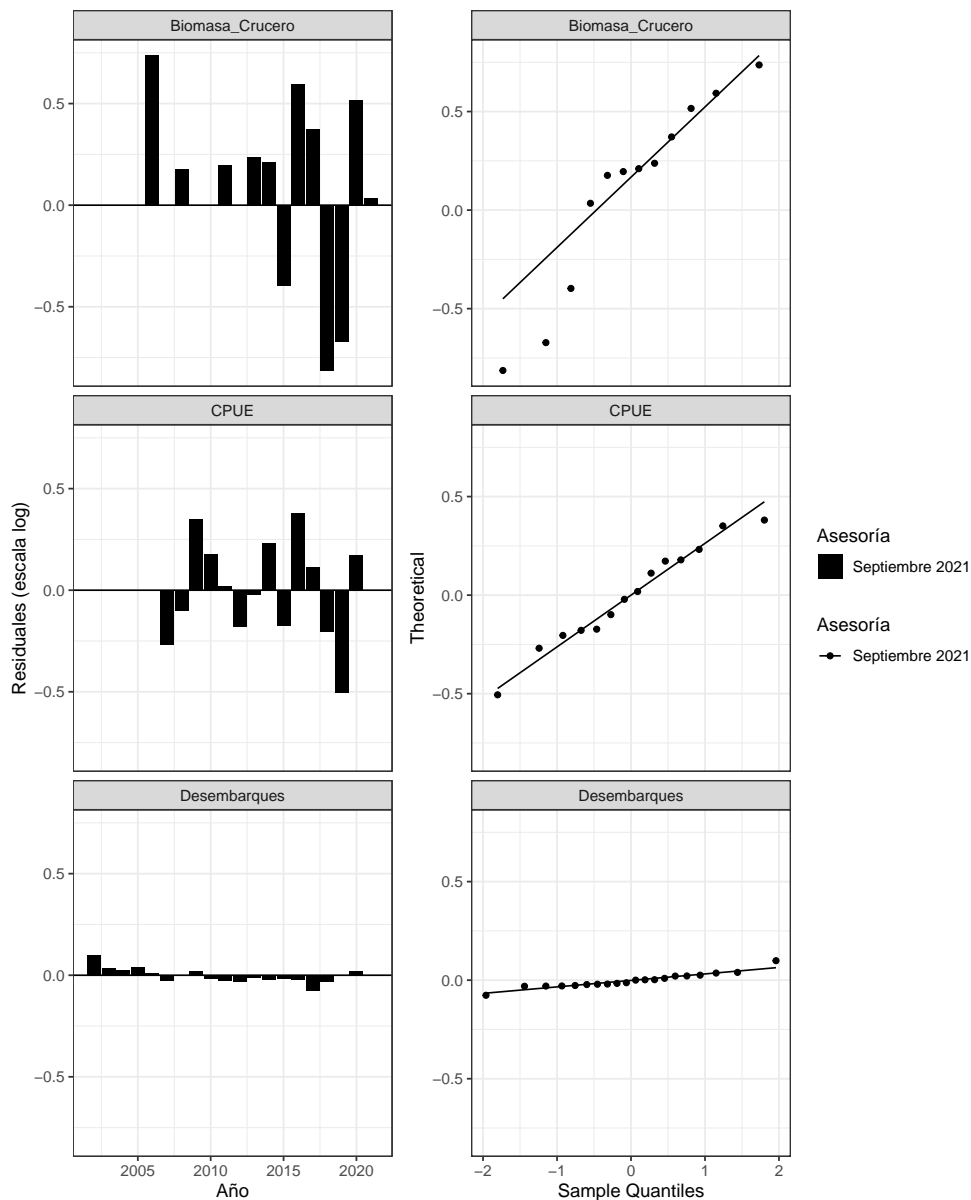 Biomasa_Crucero
Biomasa_Crucero
0.5
0.0
−0.5
0.5
0.0
−0.5
CPUE
CPUE
0.5
0.0
−0.5
0.5
0.0
−0.5
Residuales (escala log)
Theoretical
Asesoría
Septiembre 2021
Asesoría
Septiembre 2021
Desembarques
Desembarques
0.5
0.0
−0.5
0.5
0.0
−0.5
2005 2010 2015 2020
−2 −1 0 1 2
Año
Sample Quantiles